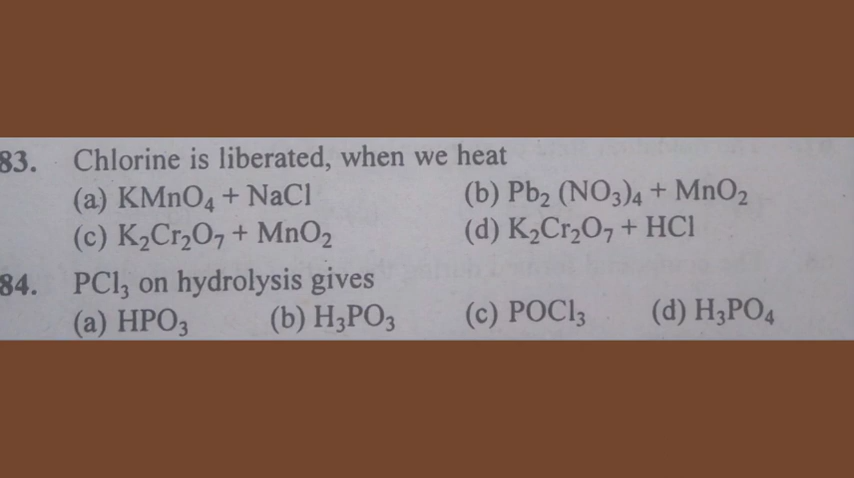 83. Chlorine is liberated, when we heat
(a) KMnO₄ + NaCl (b) Pb₂ (NO₃)₄ + MnO₂
(c) K₂Cr₂O₇ + MnO₂ (d) K₂Cr₂O₇ + HCl
84. PCl₃ on hydrolysis gives
(a) HPO₃ (b) H₃PO₃ (c) POCl₃ (d) H₃PO₄